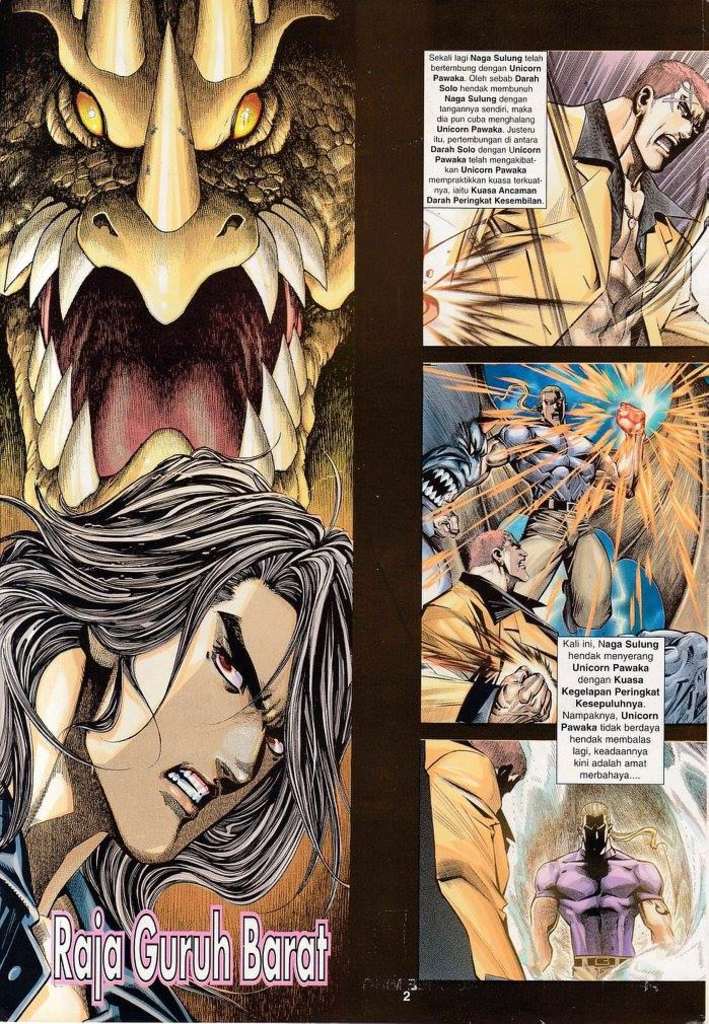 Sekali lagi Naga Sulung telah
bertembung dengan Unicorn
Pawaka. Oleh sebab Darah
Solo hendak membunuh
Naga Sulung dengan
tangannya sendiri, maka
dia pun cuba menghalang
Unicorn Pawaka. Justeru
itu, pertembungan di antara
Darah Solo dengan Unicorn
Pawaka telah mengakibat-
kan Unicorn Pawaka
mempraktikkan kuasa terkuat-
nya, iaitu Kuasa Ancaman
Darah Peringkat Kesembilan.
Kali ini, Naga Sulung
hendak menyerang
Unicorn Pawaka
dengan Kuasa
Kegelapan Peringkat
Kesepuluhnya.
Nampaknya, Unicorn
Pawaka tidak berdaya
hendak membalas
lagi, keadaannya
kini adalah amat
merbahaya....
Raja Guruh Barat
2